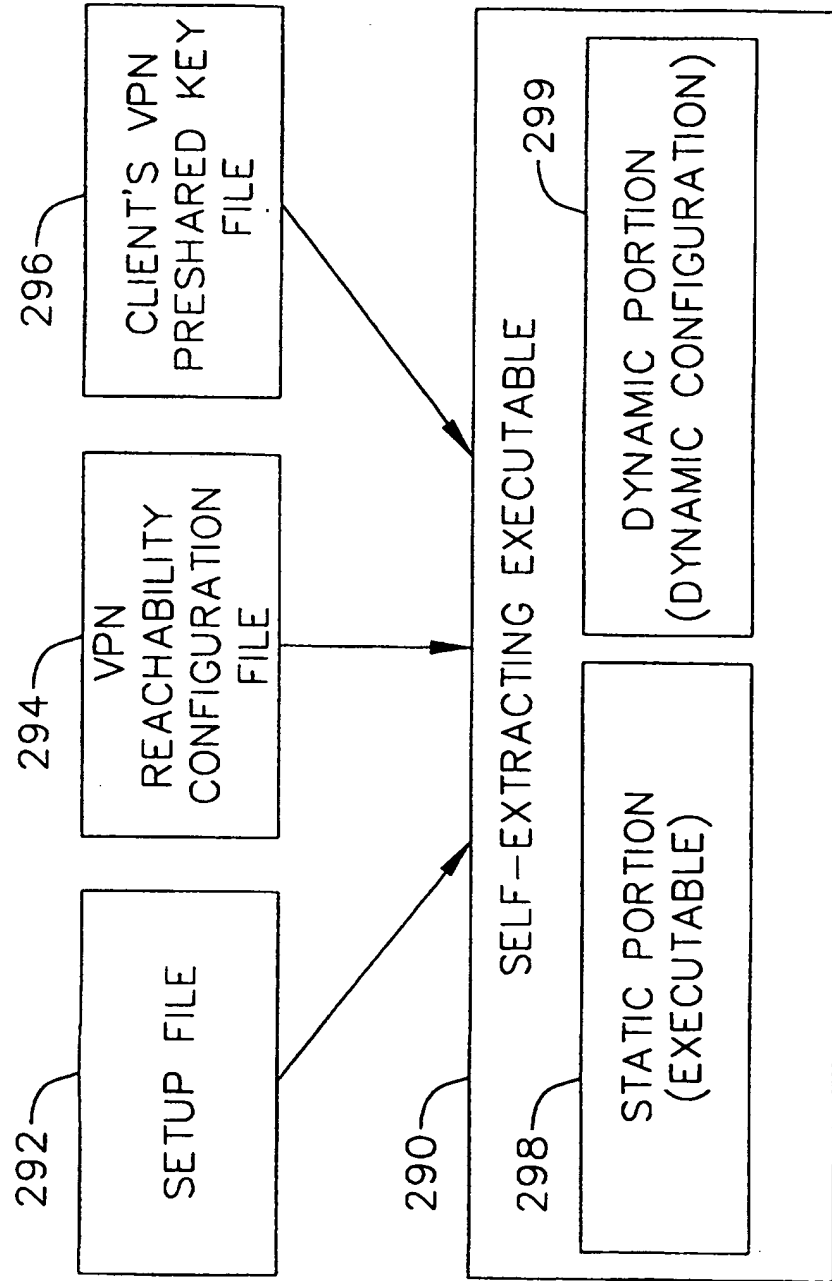 292
SETUP FILE
294
VPN
REACHABILITY
CONFIGURATION
FILE
296
CLIENT'S VPN
PRESHARED KEY
FILE
290
SELF-EXTRACTING EXECUTABLE
298
STATIC PORTION
(EXECUTABLE)
299
DYNAMIC PORTION
(DYNAMIC CONFIGURATION)